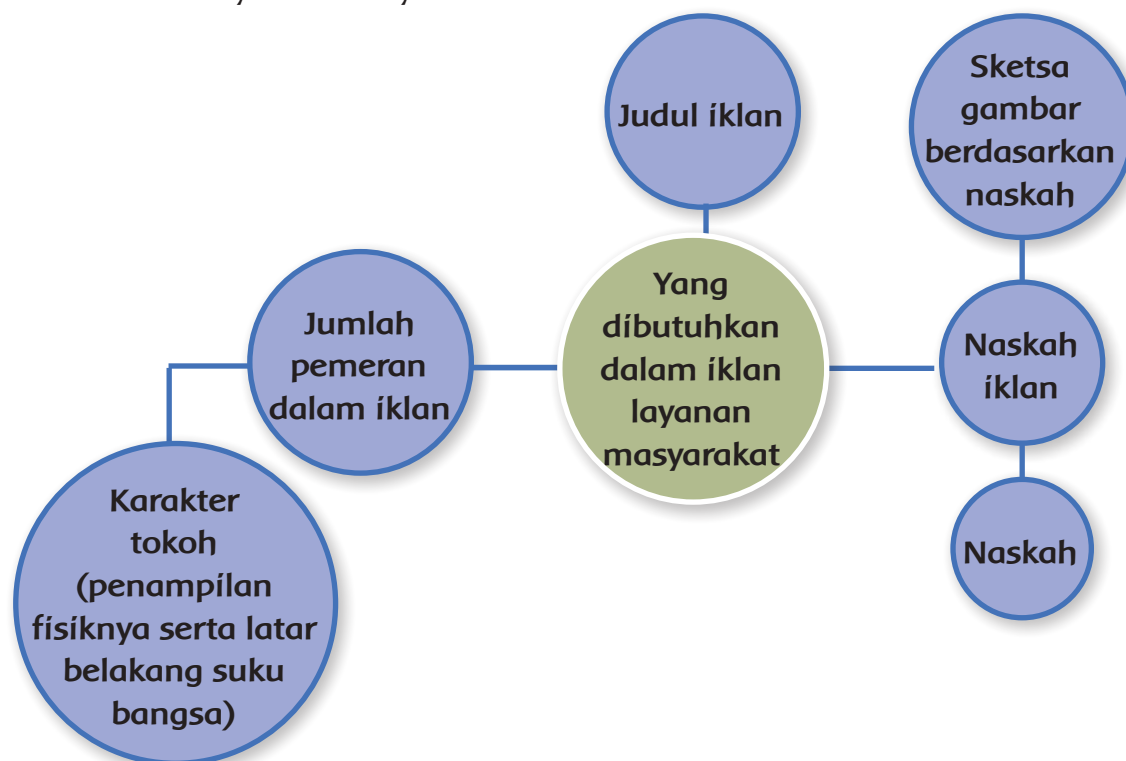 Judul iklan
Sketsa
gambar
berdasarkan
naskah
Yang
dibutuhkan
dalam iklan
layanan
masyarakat
Jumlah
pemeran
dalam iklan
Naskah
iklan
Karakter
tokoh
(penampilan
fisiknya serta latar
belakang suku
bangsa)
Naskah